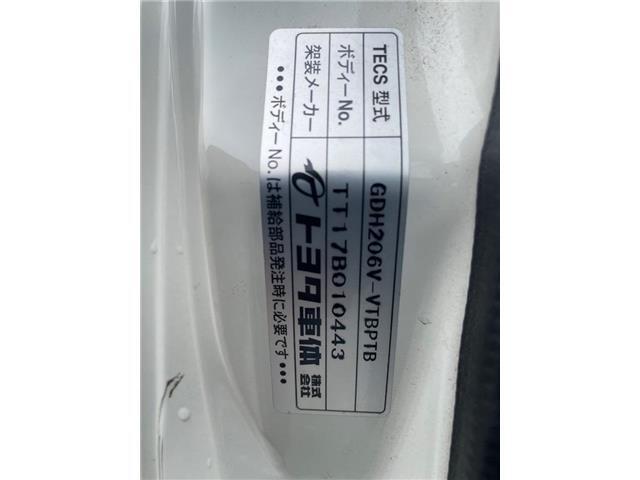 TECS 型式 GDH206V-VTBPTB
ボディーNo. TT17B010443
架装メーカー トヨタ車体 株式会社
•••ボディーNo.は補給部品発注時に必要です•••